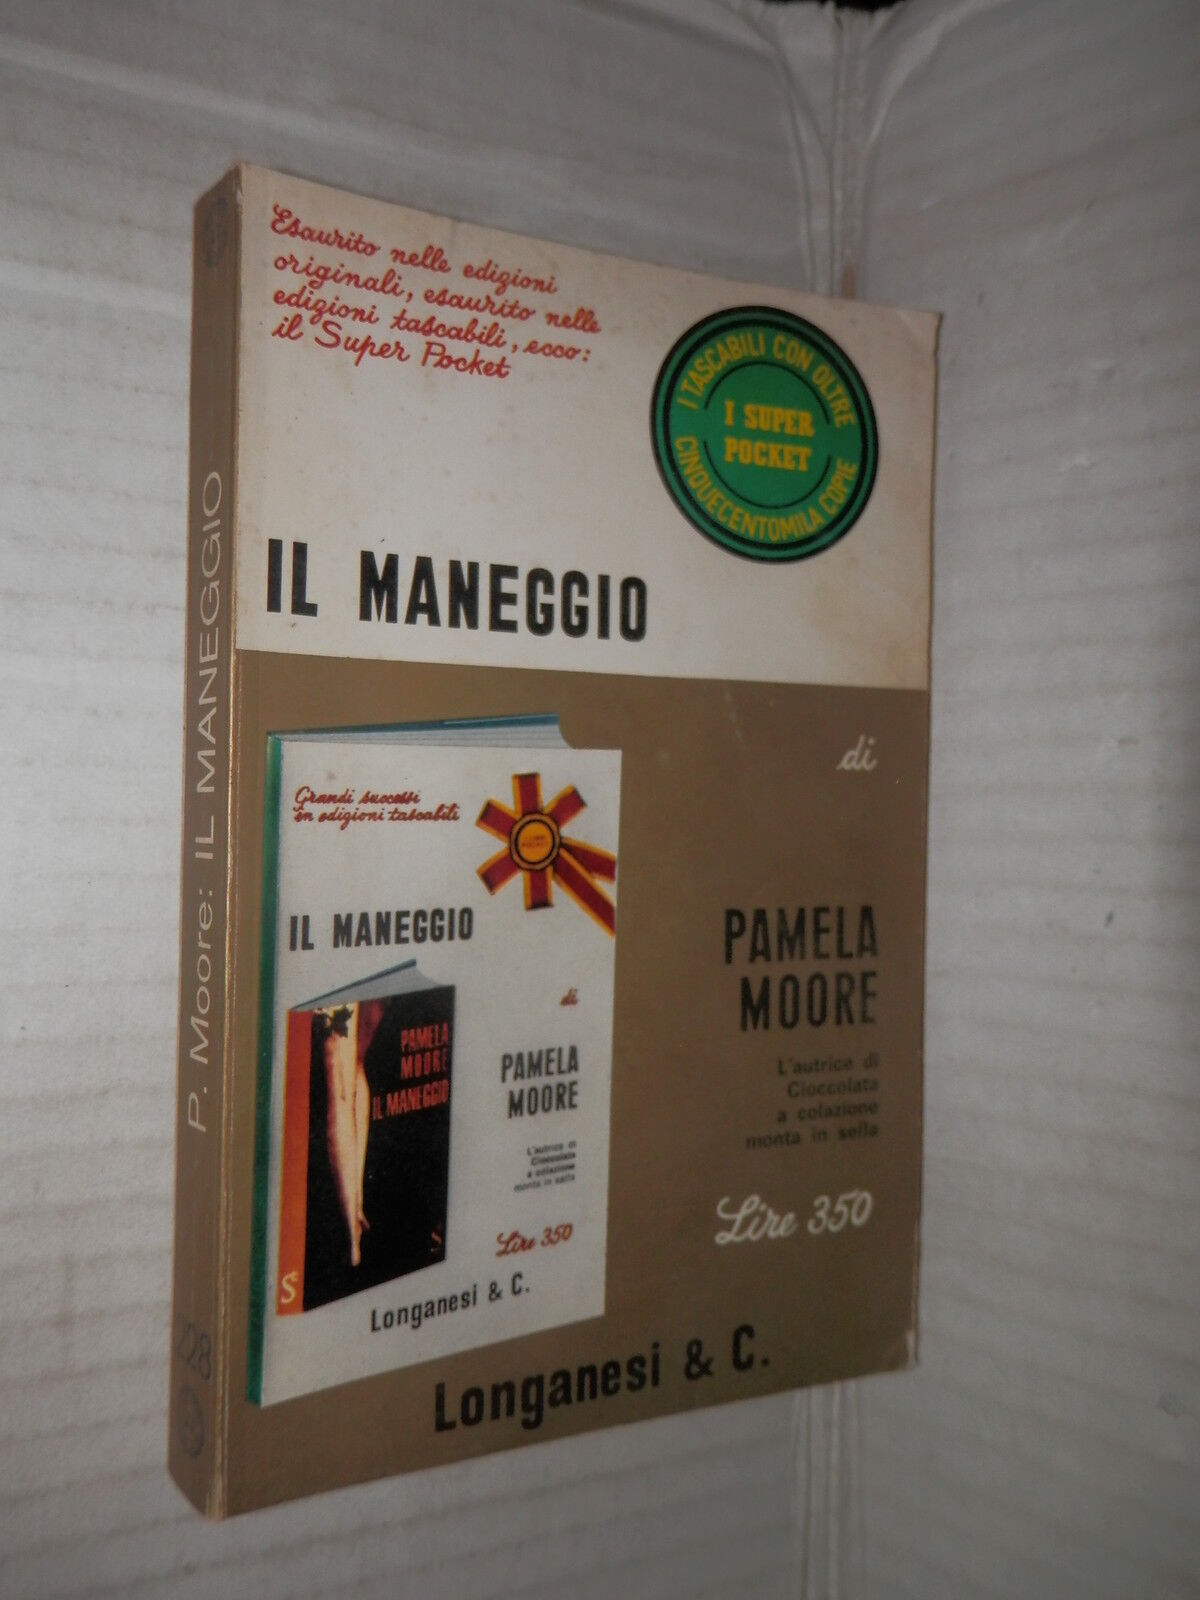 Esaurito nelle edizioni
originali, esaurito nelle
edizioni tascabili, ecco:
il Super Pocket
I TASCABILI CON OLTRE
I SUPER
POCKET
CINQUECENTOMILA COPIE
IL MANEGGIO
di
PAMELA
MOORE
L'autrice di
Cioccolata
a colazione
monta in sella
Lire 350
Longanesi & C.
Grandi successi
in edizioni tascabili
IL MANEGGIO
di
PAMELA
MOORE
L'autrice di
Cioccolata
a colazione
monta in sella
Lire 350
Longanesi & C.
PAMELA
MOORE
IL MANEGGIO
S
S
P. Moore: IL MANEGGIO
228